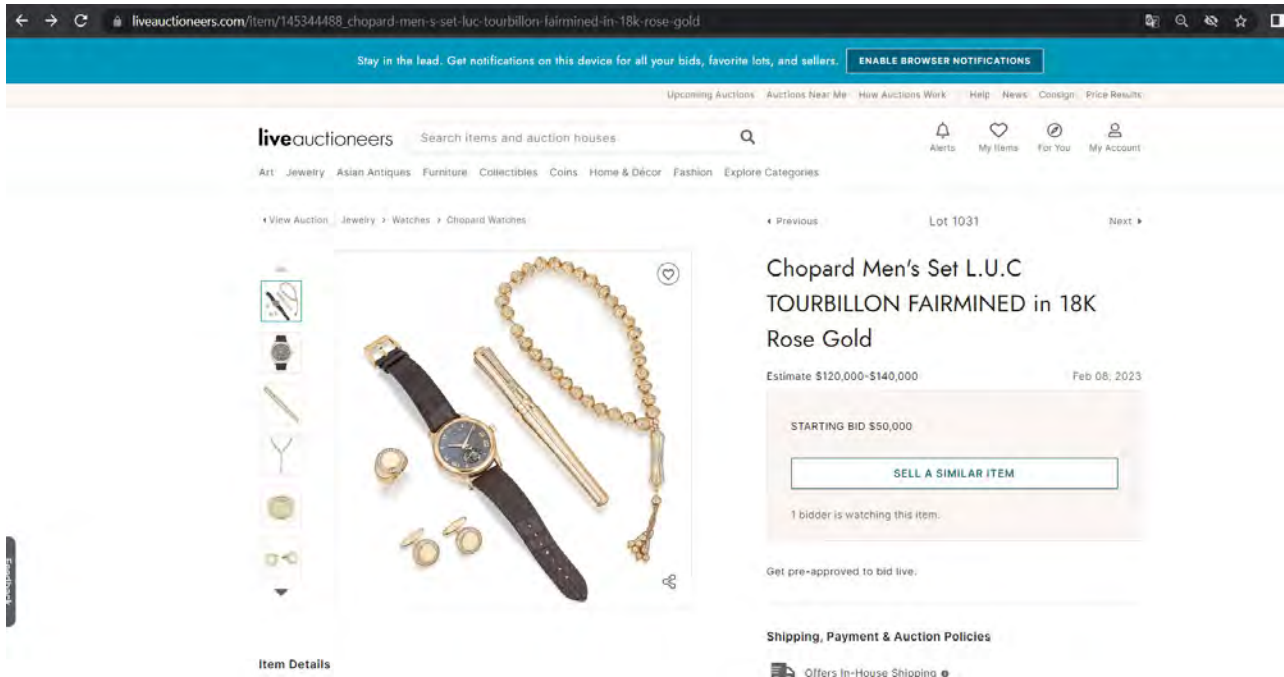 liveauctioneers.com/item/145344488_chopard-men-s-set-luc-tourbillon-fairmined-in-18k-rose-gold
Stay in the lead. Get notifications on this device for all your bids, favorite lots, and sellers. ENABLE BROWSER NOTIFICATIONS
Upcoming Auctions Auctions Near Me How Auctions Work Help News Consign Price Results
liveauctioneers Search items and auction houses
Alerts My Items For You My Account
Art Jewelry Asian Antiques Furniture Collectibles Coins Home & Décor Fashion Explore Categories
View Auction Jewelry > Watches > Chopard Watches
Previous Lot 1031 Next
Chopard Men's Set L.U.C
TOURBILLON FAIRMINED in 18K
Rose Gold
Estimate $120,000-$140,000 Feb 08, 2023
STARTING BID $50,000
SELL A SIMILAR ITEM
1 bidder is watching this item.
Feedback
Get pre-approved to bid live.
Shipping, Payment & Auction Policies
Item Details
Offers In-House Shipping